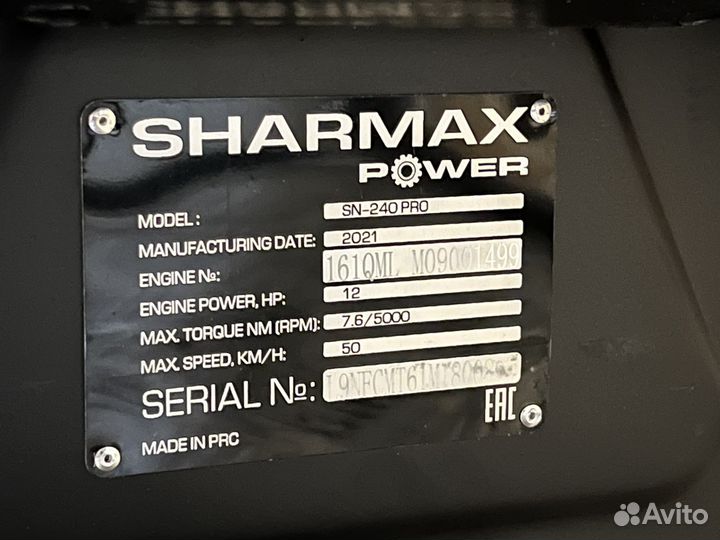 SHARMAX
POWER
MODEL: SN-240 PRO
MANUFACTURING DATE: 2021
ENGINE №: 161QML M09001499
ENGINE POWER, HP: 12
MAX. TORQUE NM (RPM): 7.6/5000
MAX. SPEED, KM/H: 50
SERIAL №:
EAC
MADE IN PRC
Avito